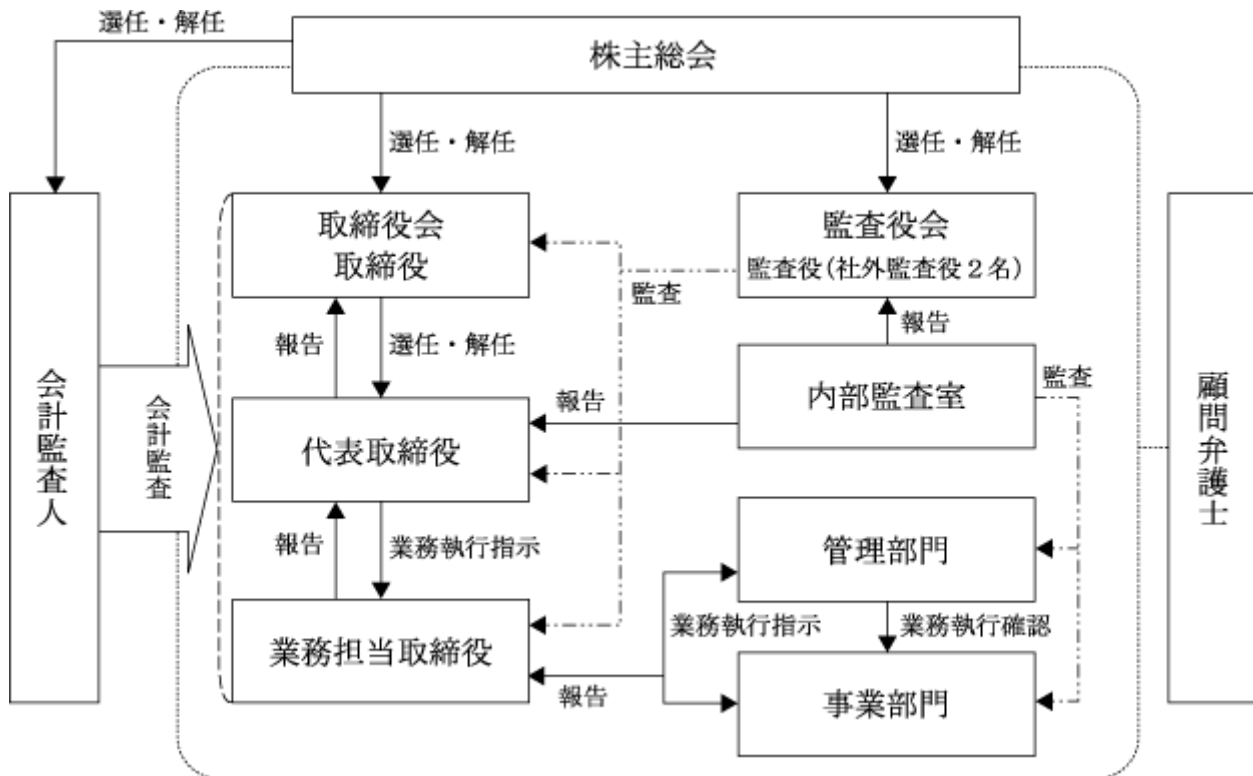 選任・解任
株主総会
選任・解任
選任・解任
取締役会
取締役
監査役会
監査役(社外監査役2名)
監査
報告
報告
選任・解任
内部監査室
監査
報告
会計監査人
会計監査
代表取締役
顧問弁護士
報告
業務執行指示
管理部門
業務執行指示
業務執行確認
業務担当取締役
報告
事業部門